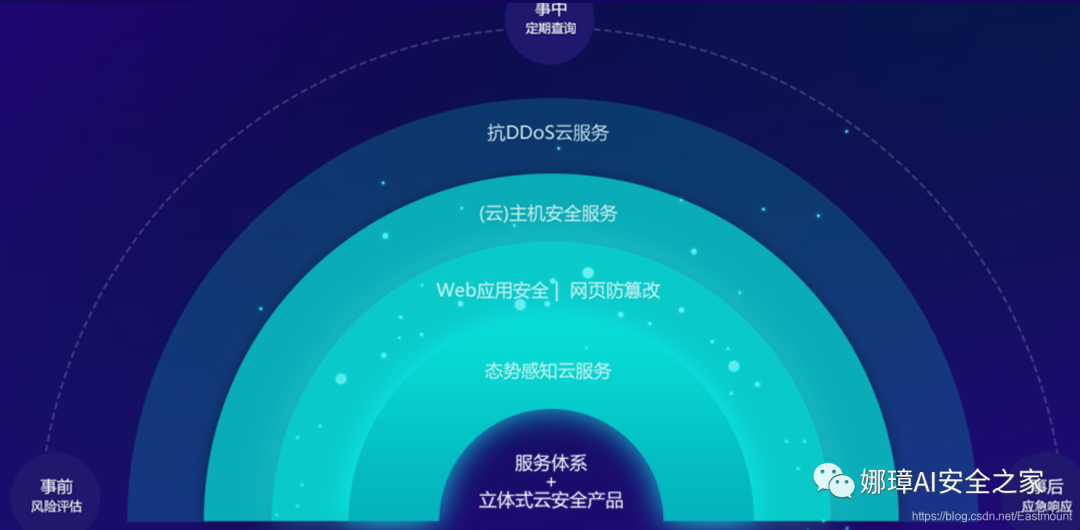 事中
定期查询
抗DDoS云服务
(云)主机安全服务
Web应用安全| 网页防篡改
态势感知云服务
服务体系
+
立体式云安全产品
事前
风险评估
事后
应急响应
娜璋AI安全之家
https://blog.csdn.net/Eastmount